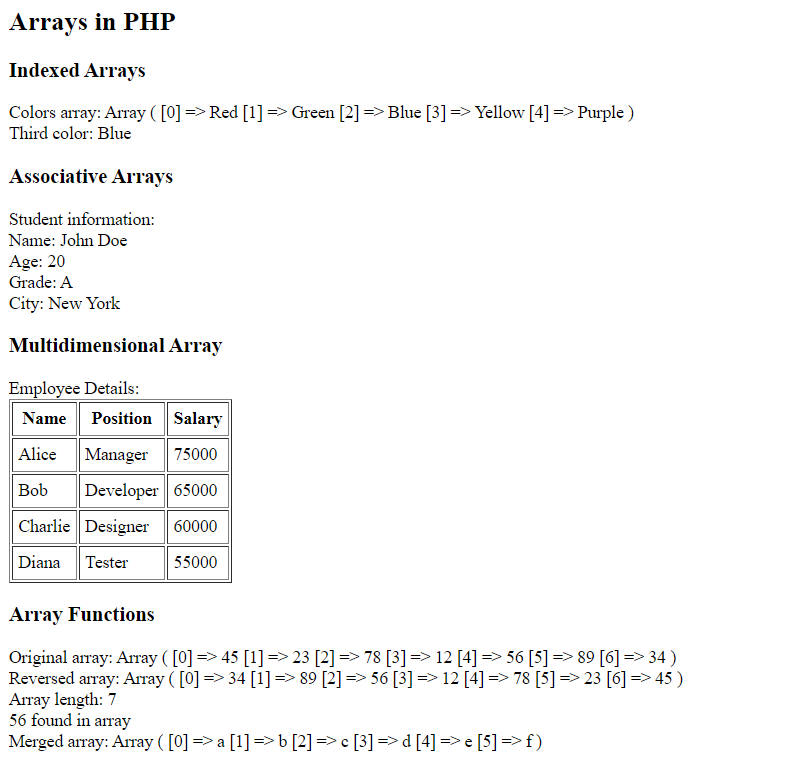 Arrays in PHP
Indexed Arrays
Colors array: Array ( [0] => Red [1] => Green [2] => Blue [3] => Yellow [4] => Purple )
Third color: Blue
Associative Arrays
Student information:
Name: John Doe
Age: 20
Grade: A
City: New York
Multidimensional Array
Employee Details:
Name Position Salary
Alice Manager 75000
Bob Developer 65000
Charlie Designer 60000
Diana Tester 55000
Array Functions
Original array: Array ( [0] => 45 [1] => 23 [2] => 78 [3] => 12 [4] => 56 [5] => 89 [6] => 34 )
Reversed array: Array ( [0] => 34 [1] => 89 [2] => 56 [3] => 12 [4] => 78 [5] => 23 [6] => 45 )
Array length: 7
56 found in array
Merged array: Array ( [0] => a [1] => b [2] => c [3] => d [4] => e [5] => f )